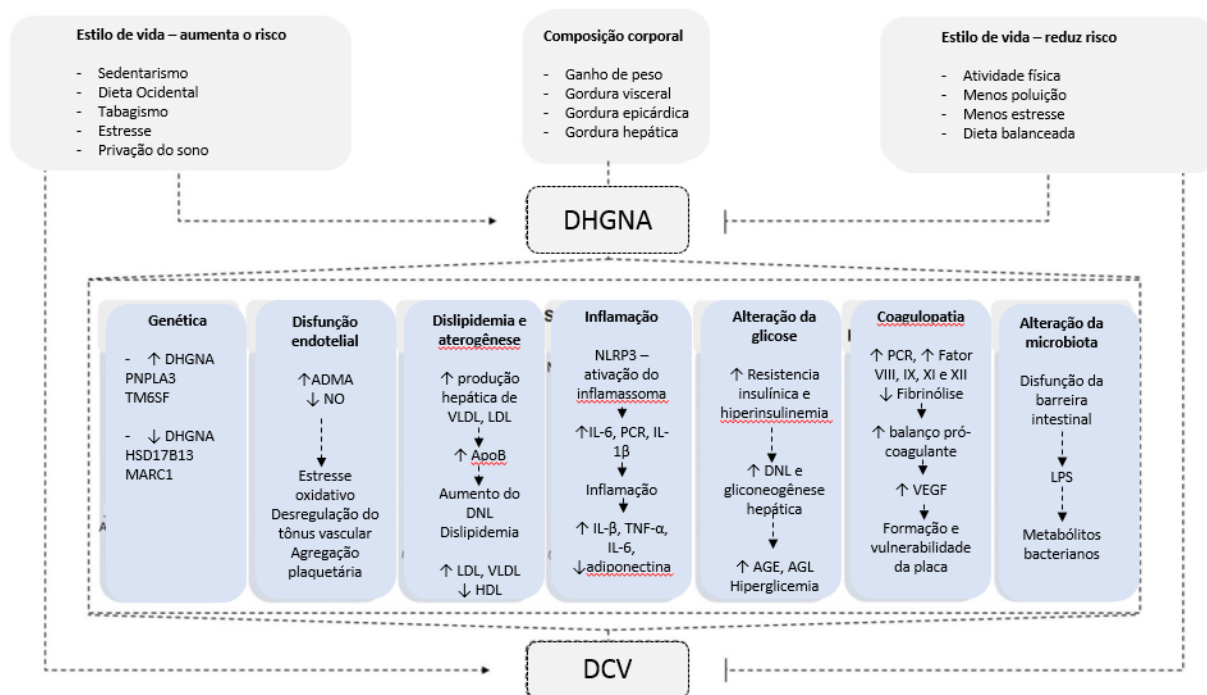 Estilo de vida – aumenta o risco
- Sedentarismo
- Dieta Ocidental
- Tabagismo
- Estresse
- Privação do sono
Composição corporal
- Ganho de peso
- Gordura visceral
- Gordura epicárdica
- Gordura hepática
Estilo de vida – reduz risco
- Atividade física
- Menos poluição
- Menos estresse
- Dieta balanceada
DHGNA
Genética
- ↑ DHGNA
PNPLA3
TM6SF
- ↓ DHGNA
HSD17B13
MARC1
Disfunção
endotelial
↑ADMA
↓ NO
Estresse
oxidativo
Desregulação do
tônus vascular
Agregação
plaquetária
Dislipidemia e
aterogênese
↑ produção
hepática de
VLDL, LDL
↑ ApoB
Aumento do
DNL
Dislipidemia
↑ LDL, VLDL
↓ HDL
Inflamação
NLRP3 –
ativação do
inflamassoma
↑IL-6, PCR, IL-
1β
Inflamação
↑ IL-β, TNF-α,
IL-6,
↓adiponectina
Alteração da
glicose
↑ Resistencia
insulínica e
hiperinsulinemia
↑ DNL e
gliconeogênese
hepática
↑ AGE, AGL
Hiperglicemia
Coagulopatia
↑ PCR, ↑ Fator
VIII, IX, XI e XII
↓ Fibrinólise
↑ balanço pró-
coagulante
↑ VEGF
Formação e
vulnerabilidade
da placa
Alteração da
microbiota
Disfunção da
barreira
intestinal
LPS
Metabólitos
bacterianos
DCV